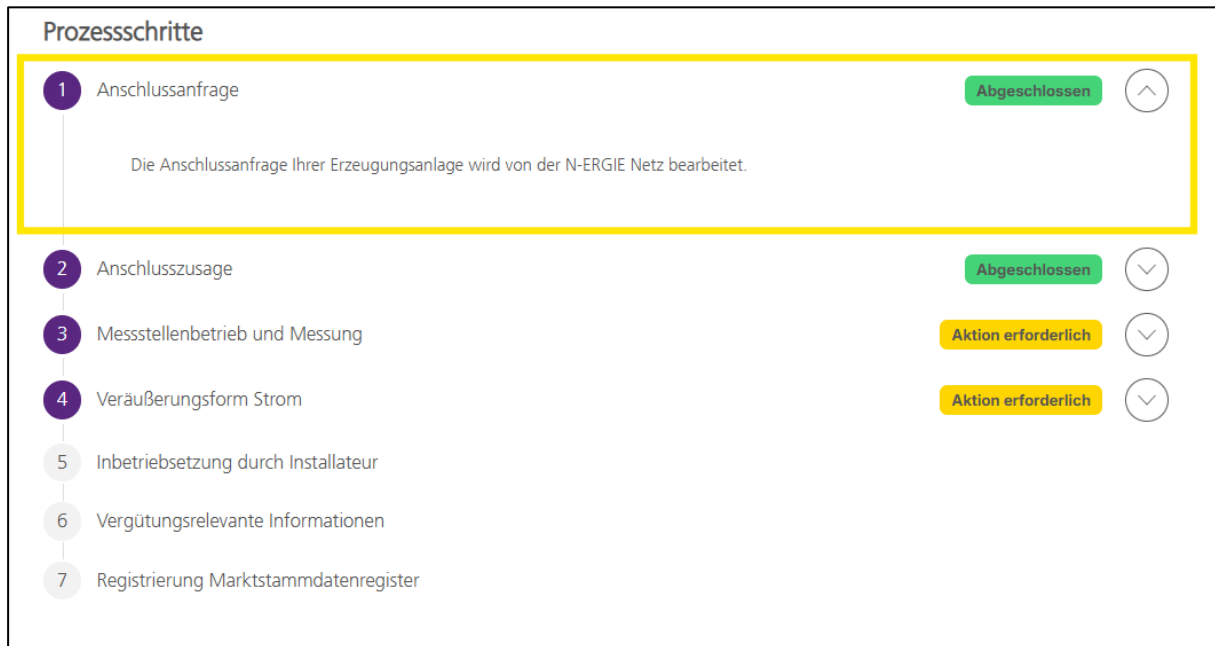 Prozessschritte
1 Anschlussanfrage Abgeschlossen
Die Anschlussanfrage Ihrer Erzeugungsanlage wird von der N-ERGIE Netz bearbeitet.
2 Anschlusszusage Abgeschlossen
3 Messstellenbetrieb und Messung Aktion erforderlich
4 Veräußerungsform Strom Aktion erforderlich
5 Inbetriebsetzung durch Installateur
6 Vergütungsrelevante Informationen
7 Registrierung Marktstammdatenregister